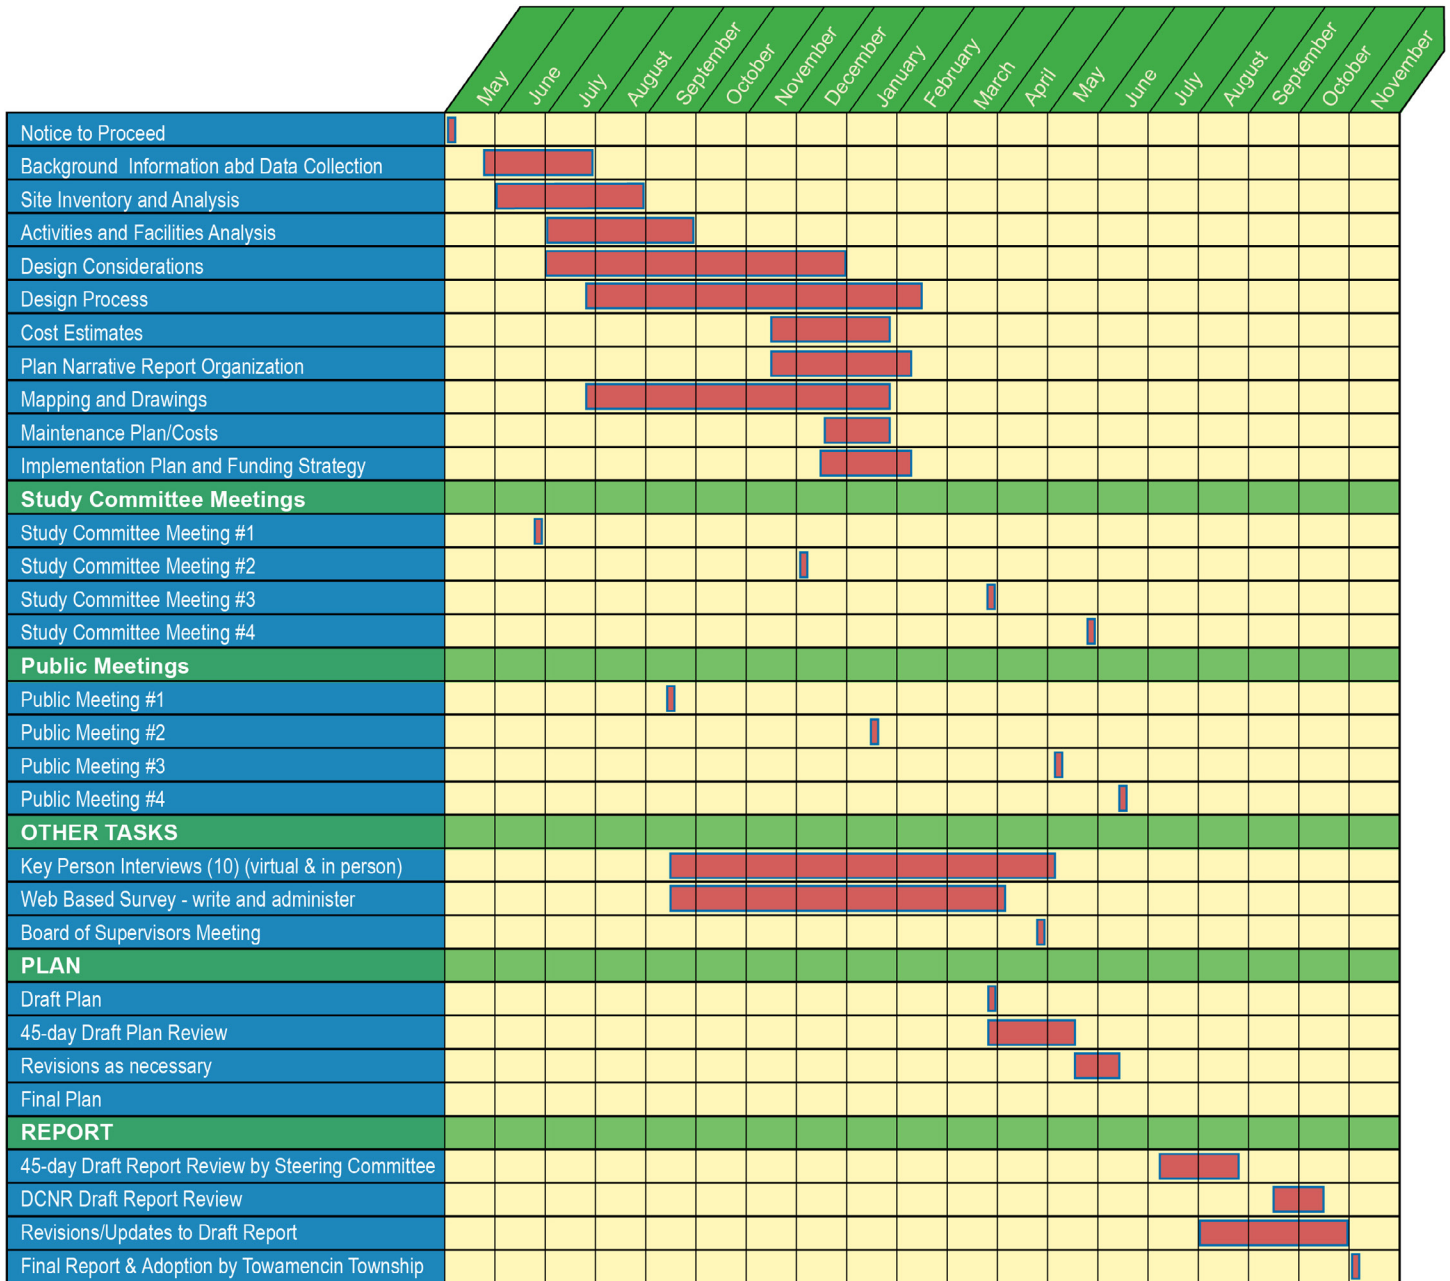 May
June
July
August
September
October
November
December
January
February
March
April
May
June
July
August
September
October
November
Notice to Proceed
Background Information abd Data Collection
Site Inventory and Analysis
Activities and Facilities Analysis
Design Considerations
Design Process
Cost Estimates
Plan Narrative Report Organization
Mapping and Drawings
Maintenance Plan/Costs
Implementation Plan and Funding Strategy
Study Committee Meetings
Study Committee Meeting #1
Study Committee Meeting #2
Study Committee Meeting #3
Study Committee Meeting #4
Public Meetings
Public Meeting #1
Public Meeting #2
Public Meeting #3
Public Meeting #4
OTHER TASKS
Key Person Interviews (10) (virtual & in person)
Web Based Survey - write and administer
Board of Supervisors Meeting
PLAN
Draft Plan
45-day Draft Plan Review
Revisions as necessary
Final Plan
REPORT
45-day Draft Report Review by Steering Committee
DCNR Draft Report Review
Revisions/Updates to Draft Report
Final Report & Adoption by Towamencin Township